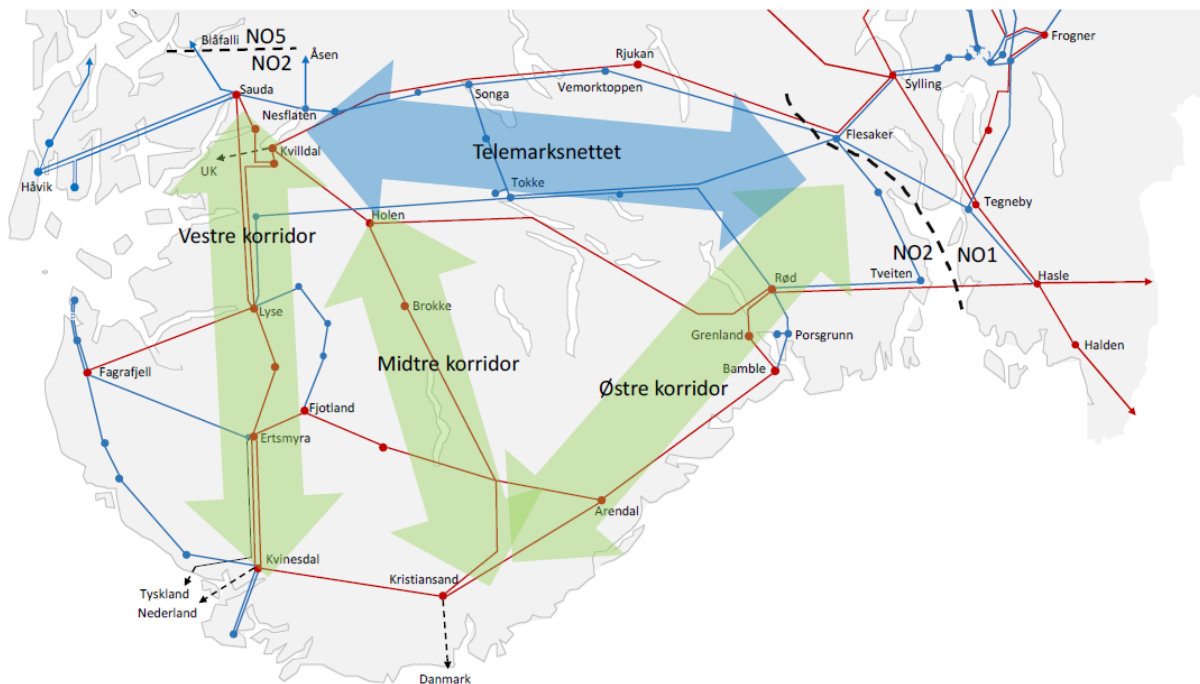 Blåfalli
NO5
NO2
Åsen
Sauda
Nesflaten
Kvilldal
UK
Håvik
Songa
Vemorktoppen
Rjukan
Frogner
Sylling
Flesaker
Telemarksnettet
Tokke
Tegneby
Holen
Vestre korridor
NO2
NO1
Tveiten
Hasle
Rød
Lyse
Brokke
Grenland
Porsgrunn
Halden
Bamble
Fagrafjell
Midtre korridor
Østre korridor
Fjotland
Ertsmyra
Arendal
Kvinesdal
Kristiansand
Tyskland
Nederland
Danmark